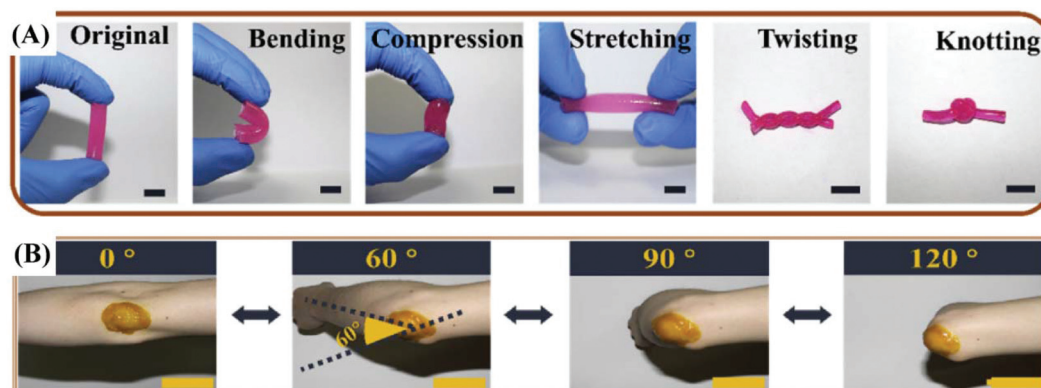 (A)
Original
Bending
Compression
Stretching
Twisting
Knotting
(B)
0 °
60 °
90 °
120 °
60°